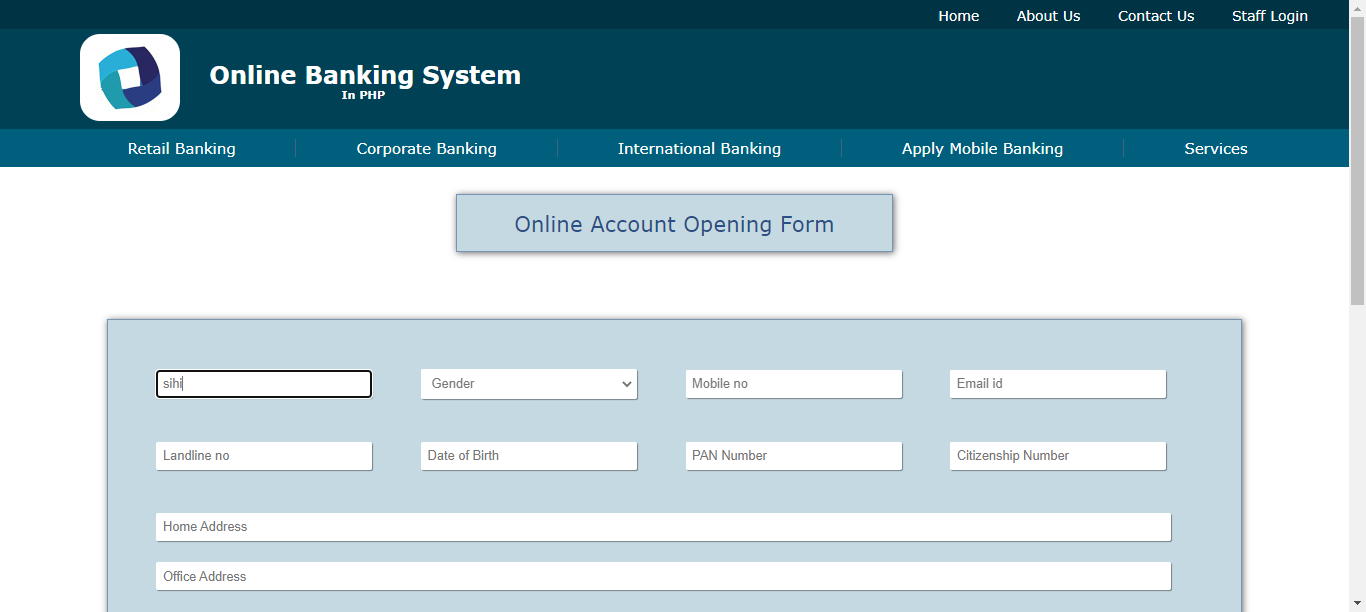 Home About Us Contact Us Staff Login
Online Banking System
In PHP
Retail Banking Corporate Banking International Banking Apply Mobile Banking Services
Online Account Opening Form
sihi Gender Mobile no Email id
Landline no Date of Birth PAN Number Citizenship Number
Home Address
Office Address